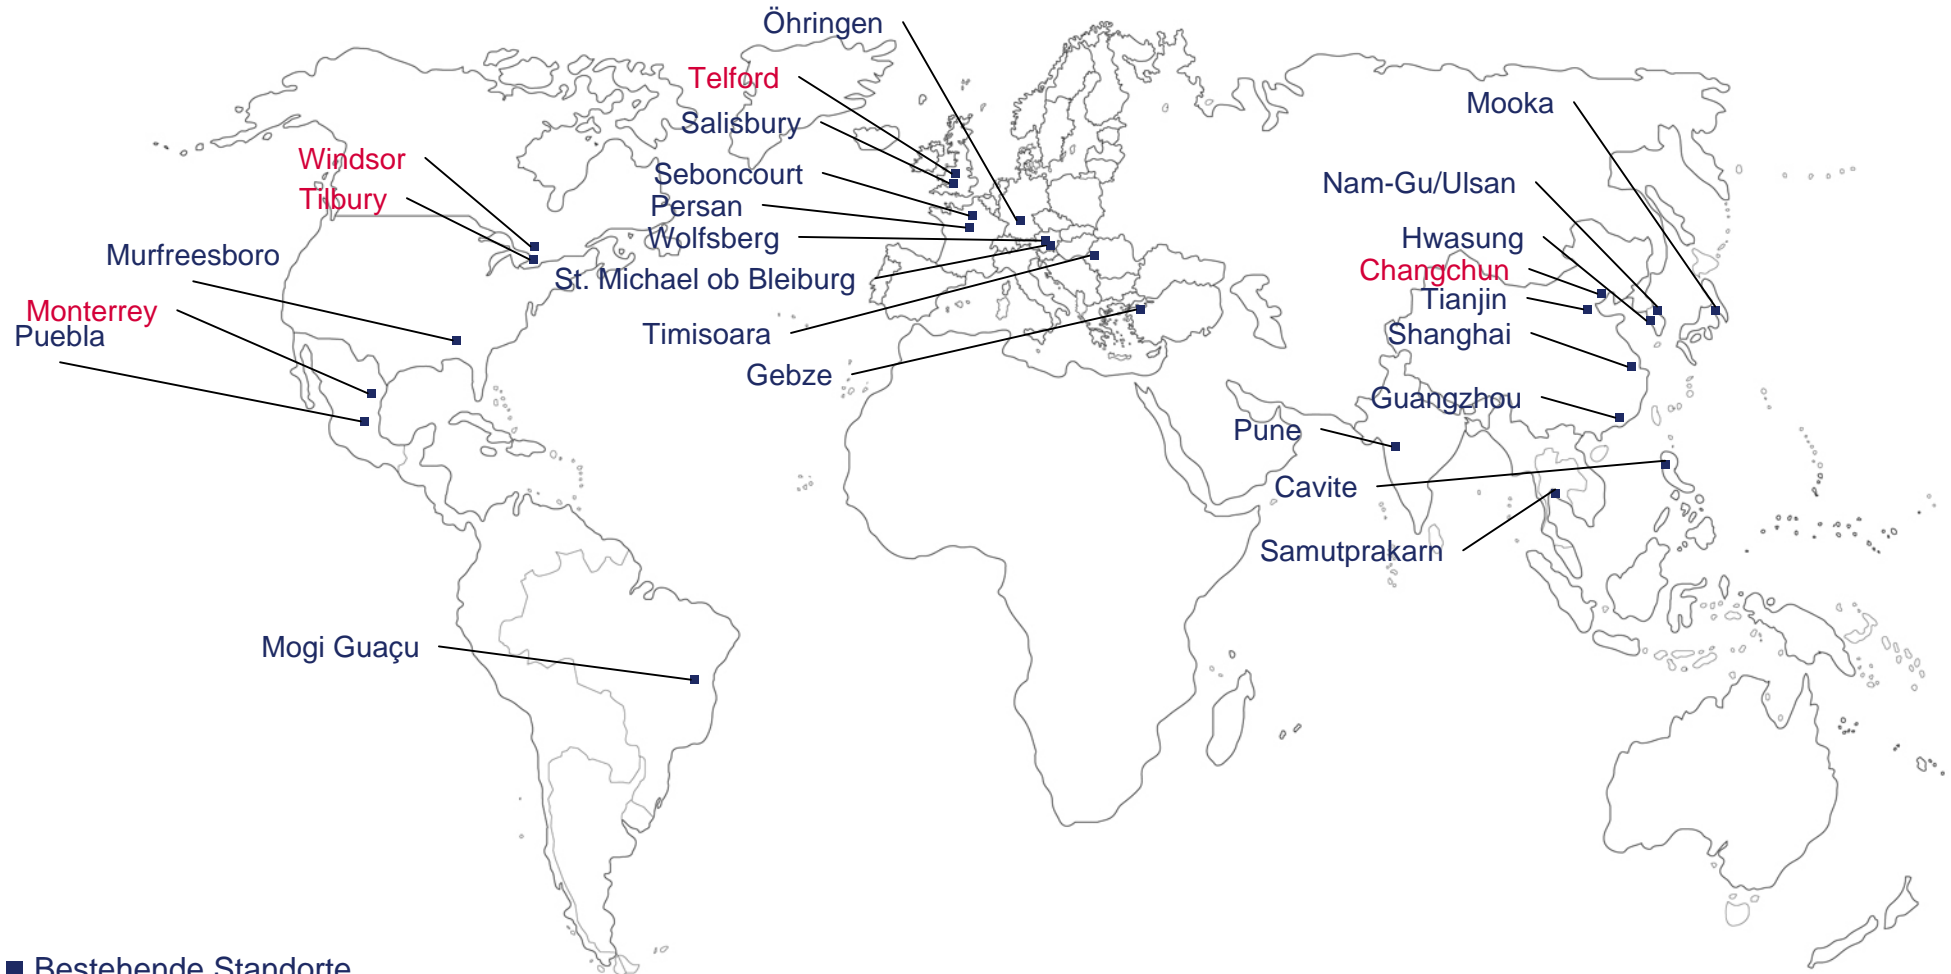 Öhringen
Telford
Mooka
Salisbury
Windsor
Seboncourt
Nam-Gu/Ulsan
Tilbury
Persan
Wolfsberg
Hwasung
Murfreesboro
Changchun
St. Michael ob Bleiburg
Tianjin
Monterrey
Puebla
Timisoara
Shanghai
Gebze
Guangzhou
Pune
Cavite
Samutprakarn
Mogi Guaçu
Bestehende Standorte